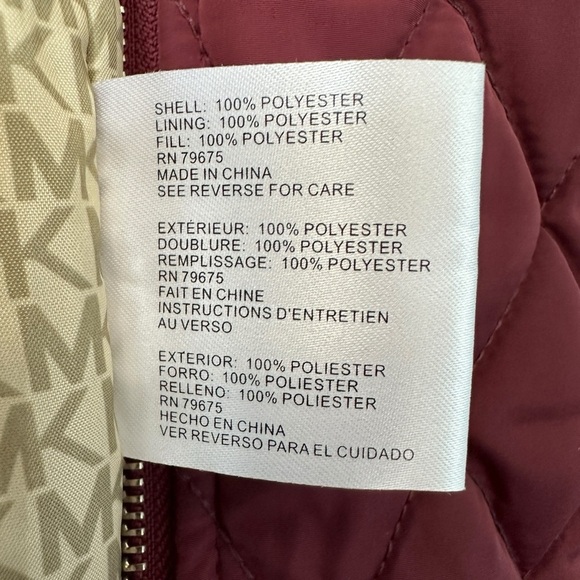 SHELL: 100% POLYESTER
LINING: 100% POLYESTER
FILL: 100% POLYESTER
RN 79675
MADE IN CHINA
SEE REVERSE FOR CARE
EXTÉRIEUR: 100% POLYESTER
DOUBLURE: 100% POLYESTER
REMPLISSAGE: 100% POLYESTER
RN 79675
FAIT EN CHINE
INSTRUCTIONS D'ENTRETIEN
AU VERSO
EXTERIOR: 100% POLIESTER
FORRO: 100% POLIESTER
RELLENO: 100% POLIESTER
RN 79675
HECHO EN CHINA
VER REVERSO PARA EL CUIDADO